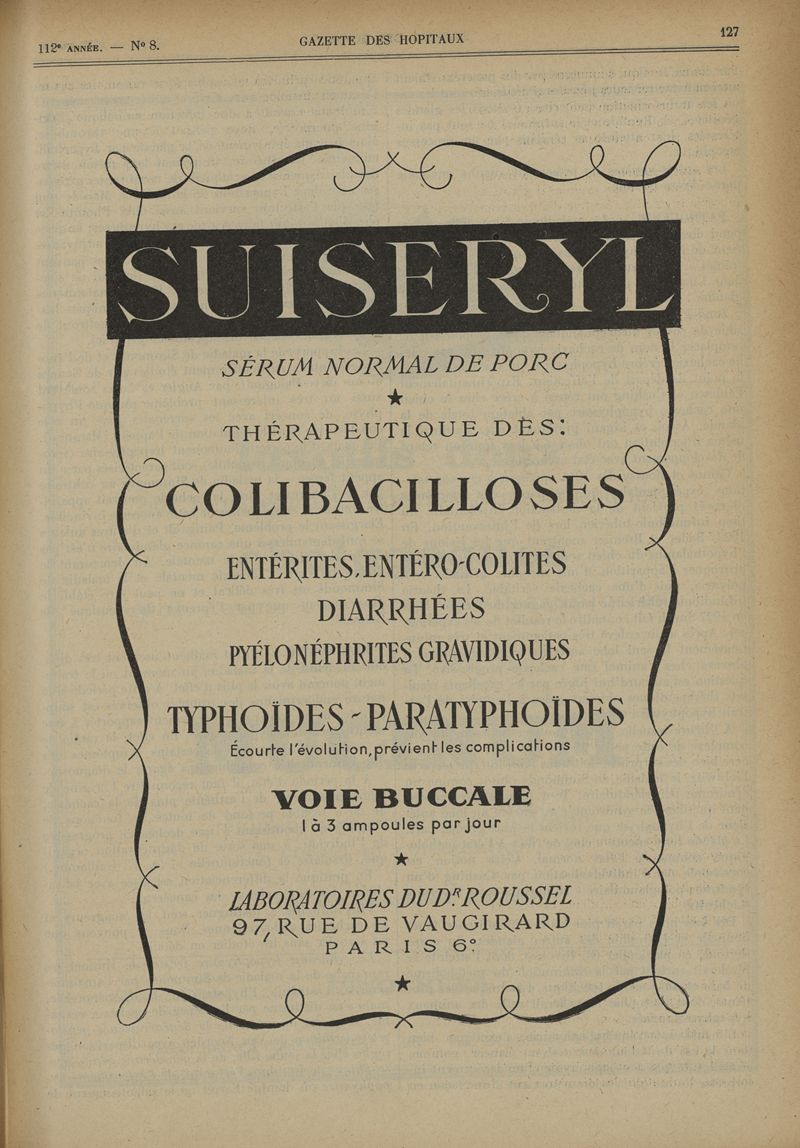 112e ANNÉE. — No 8.
GAZETTE DES HOPITAUX
127
SUISERYL
SÉRUM NORMAL DE PORC
★
THÉRAPEUTIQUE DES:
COLIBACILLOSES
ENTÉRITES, ENTÉRO-COLITES
DIARRHÉES
PYÉLONÉPHRITES GRAVIDIQUES
TYPHOÏDES - PARATYPHOÏDES
Écourte l'évolution, prévient les complications
VOIE BUCCALE
1 à 3 ampoules par jour
★
LABORATOIRES DU Dr ROUSSEL
97, RUE DE VAUGIRARD
PARIS 6e
★